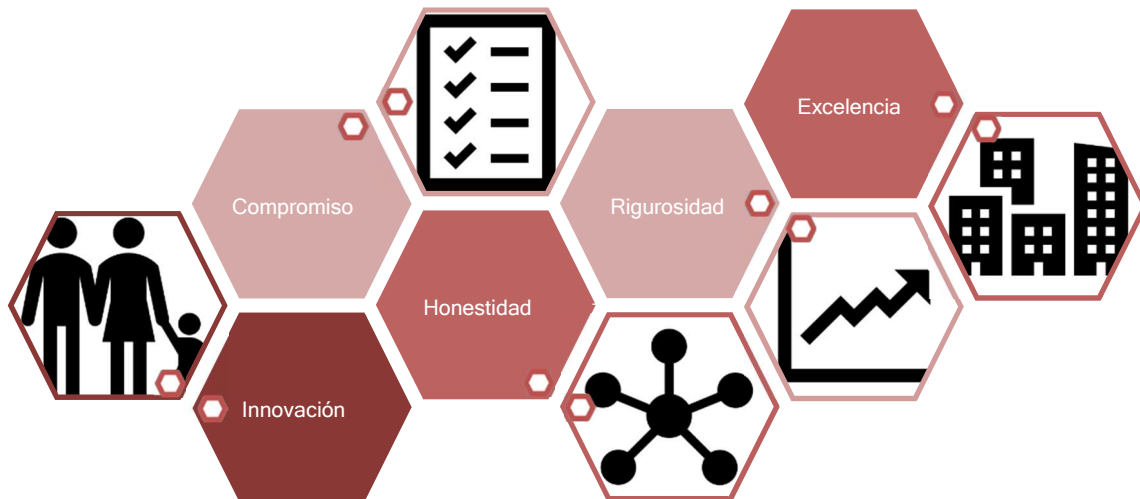 Excelencia
Compromiso
Rigurosidad
Honestidad
Innovación